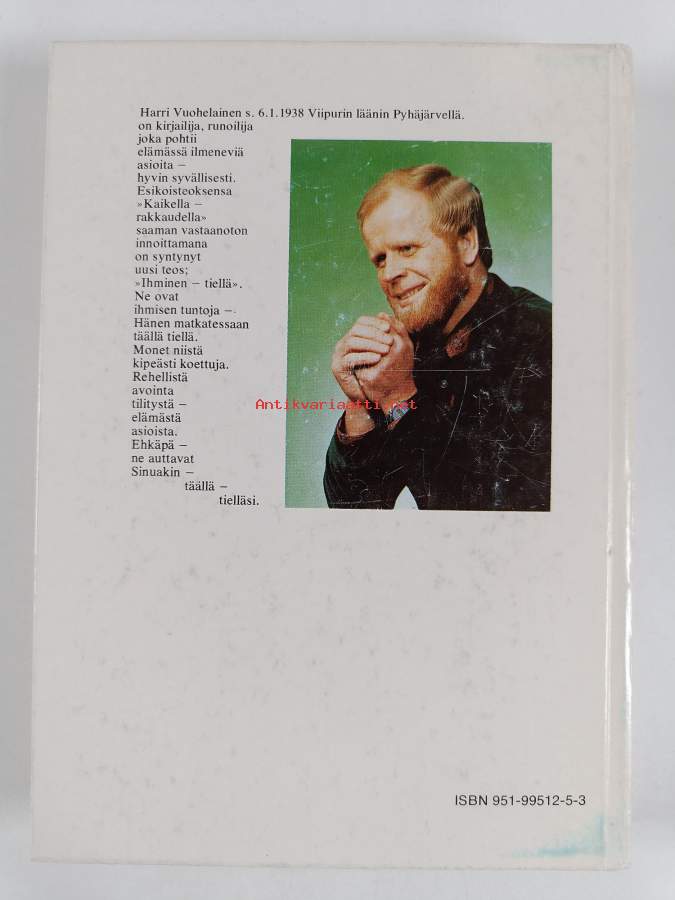 Harri Vuohelainen s. 6.1.1938 Viipurin läänin Pyhäjärvellä.
on kirjailija, runoilija
joka pohtii
elämässä ilmeneviä
asioita –
hyvin syvällisesti.
Esikoisteoksensa
»Kaikella –
rakkaudella»
saaman vastaanoton
innoittamana
on syntynyt
uusi teos;
»Ihminen – tiellä».
Ne ovat
ihmisen tuntoja –
Hänen matkatessaan
täällä tiellä.
Monet niistä
kipeästi koettuja.
Rehellistä
avointa
tilitystä –
elämästä
asioista.
Ehkäpä –
ne auttavat
Sinuakin –
täällä –
tielläsi.
Antikvariaattiv.net
ISBN 951-99512-5-3